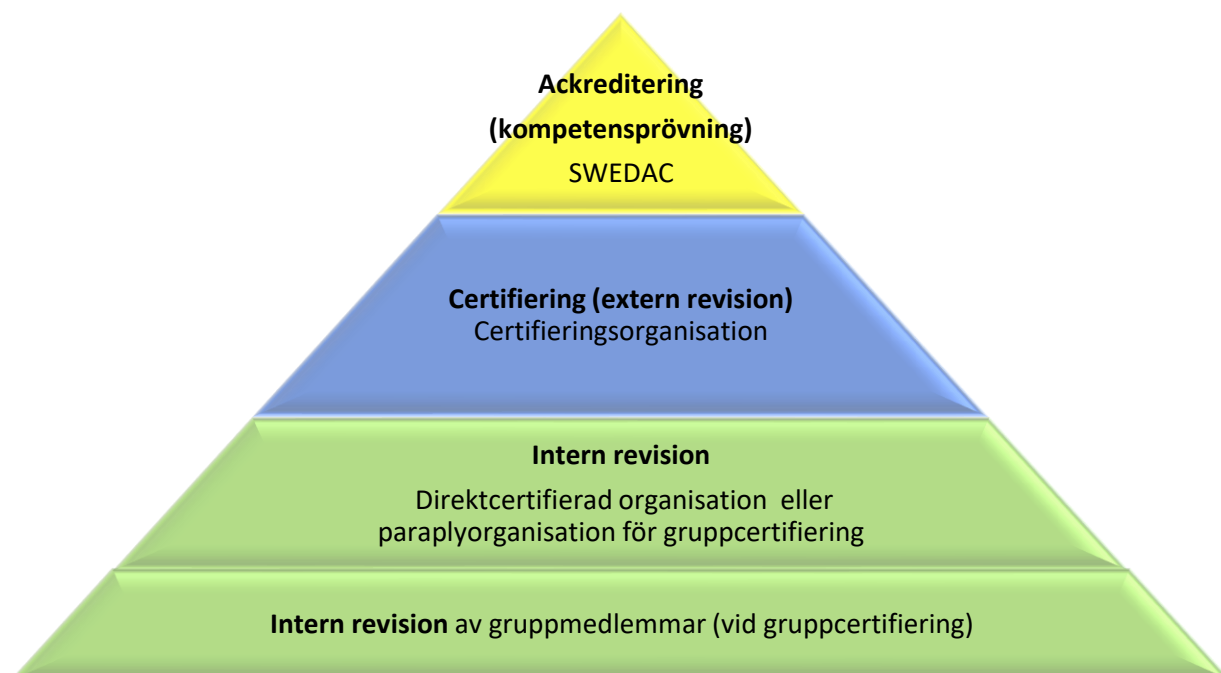 Ackreditering
(kompetensprövning)
SWEDAC
Certifiering (extern revision)
Certifieringsorganisation
Intern revision
Direktcertifierad organisation eller
paraplyorganisation för gruppcertifiering
Intern revision av gruppmedlemmar (vid gruppcertifiering)